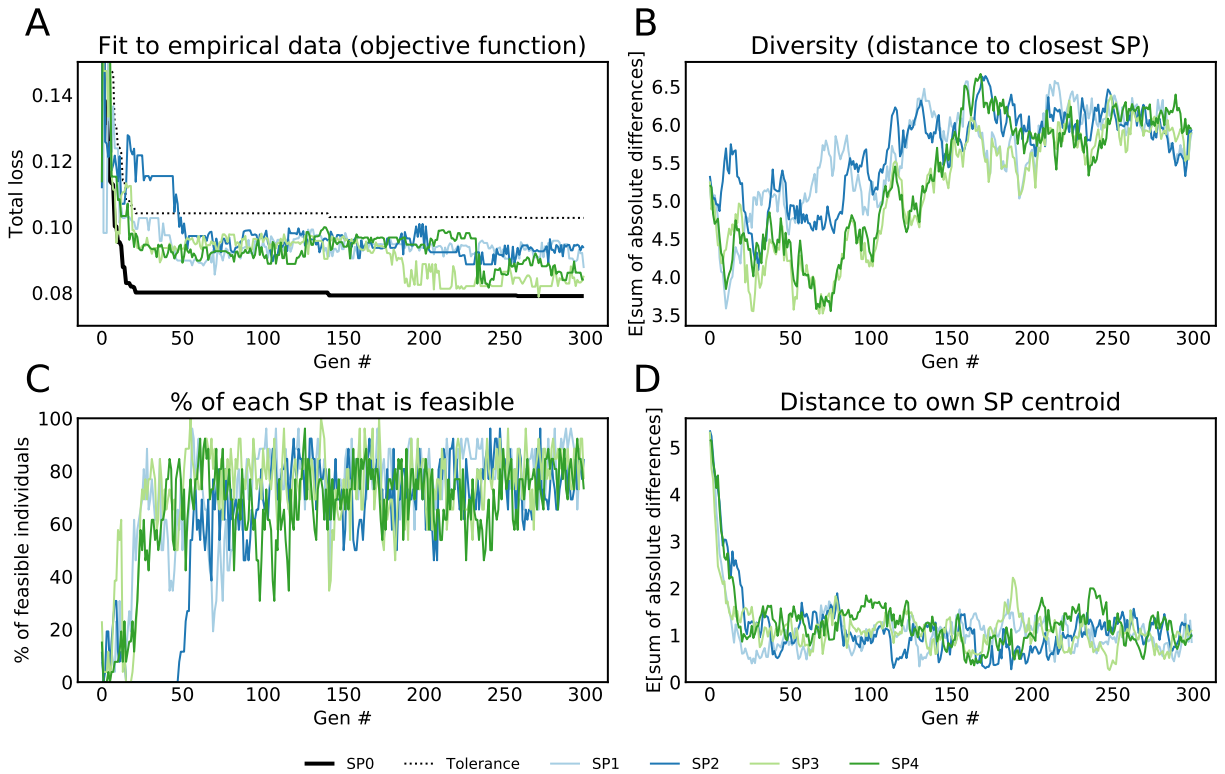 A
Fit to empirical data (objective function)
Total loss
0.14
0.12
0.10
0.08
0 50 100 150 200 250 300
Gen #
B
Diversity (distance to closest SP)
E[sum of absolute differences]
6.5
6.0
5.5
5.0
4.5
4.0
3.5
0 50 100 150 200 250 300
Gen #
C
% of each SP that is feasible
% of feasible individuals
100
80
60
40
20
0
0 50 100 150 200 250 300
Gen #
D
Distance to own SP centroid
E[sum of absolute differences]
5
4
3
2
1
0
0 50 100 150 200 250 300
Gen #
SP0 Tolerance SP1 SP2 SP3 SP4